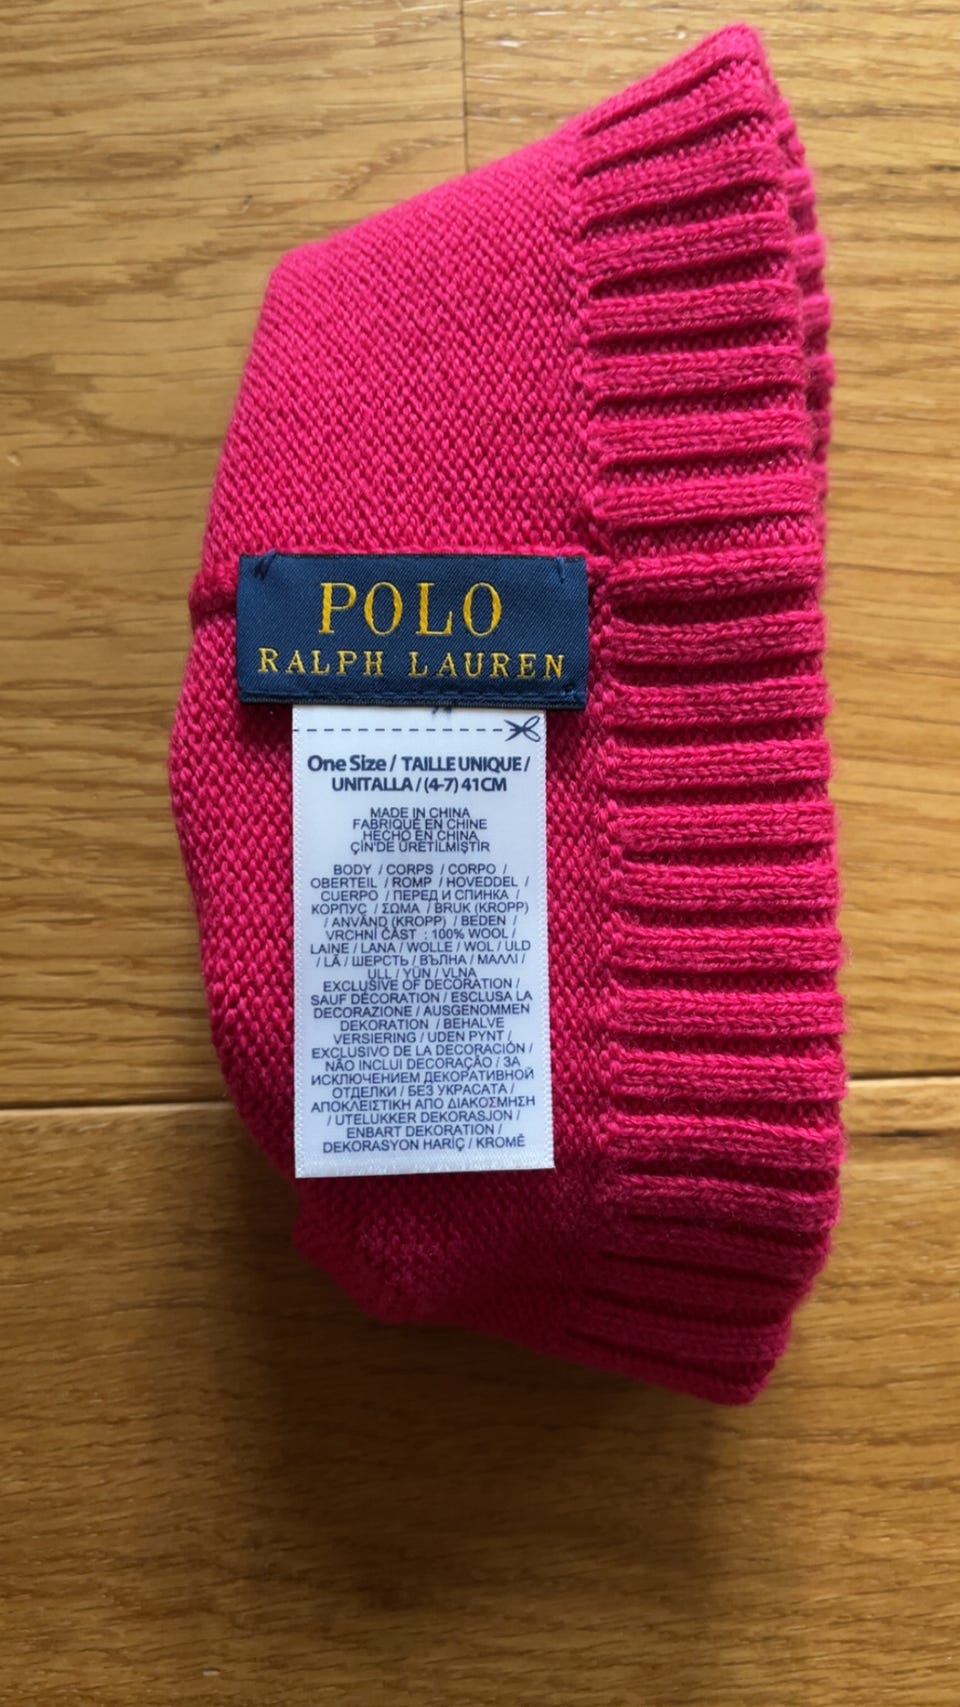 POLO
RALPH LAUREN
One Size / TAILLE UNIQUE /
UNITALLA / (4-7) 41CM
MADE IN CHINA
FABRIQUÉ EN CHINE
HECHO EN CHINA
ÇİN'DE ÜRETİLMİŞTİR
BODY / CORPS / CORPO /
OBERTEIL / ROMP / HOVEDDEL /
CUERPO / ПЕРЕД И СПИНКА /
КОРПУС / ΣΩΜΑ / BRUK (KROPP)
/ ANVÄND (KROPP) / BEDEN /
VRCHNÍ ČÁST : 100% WOOL /
LAINE / LANA / WOLLE / WOL / ULD
/ LÃ / ШЕРСТЬ / ВЪЛНА / ΜΑΛΛΙ /
ULL / YÜN / VLNA
EXCLUSIVE OF DECORATION /
SAUF DÉCORATION / ESCLUSA LA
DECORAZIONE / AUSGENOMMEN
DEKORATION / BEHALVE
VERSIERING / UDEN PYNT /
EXCLUSIVO DE LA DECORACIÓN /
NÃO INCLUI DECORAÇÃO / ЗА
ИСКЛЮЧЕНИЕМ ДЕКОРАТИВНОЙ
ОТДЕЛКИ / БЕЗ УКРАСАТА /
ΑΠΟΚΛΕΙΣΤΙΚΗ ΑΠΟ ΔΙΑΚΟΣΜΗΣΗ
/ UTELUKKER DEKORASJON /
ENBART DEKORATION /
DEKORASYON HARİÇ / KROMĚ